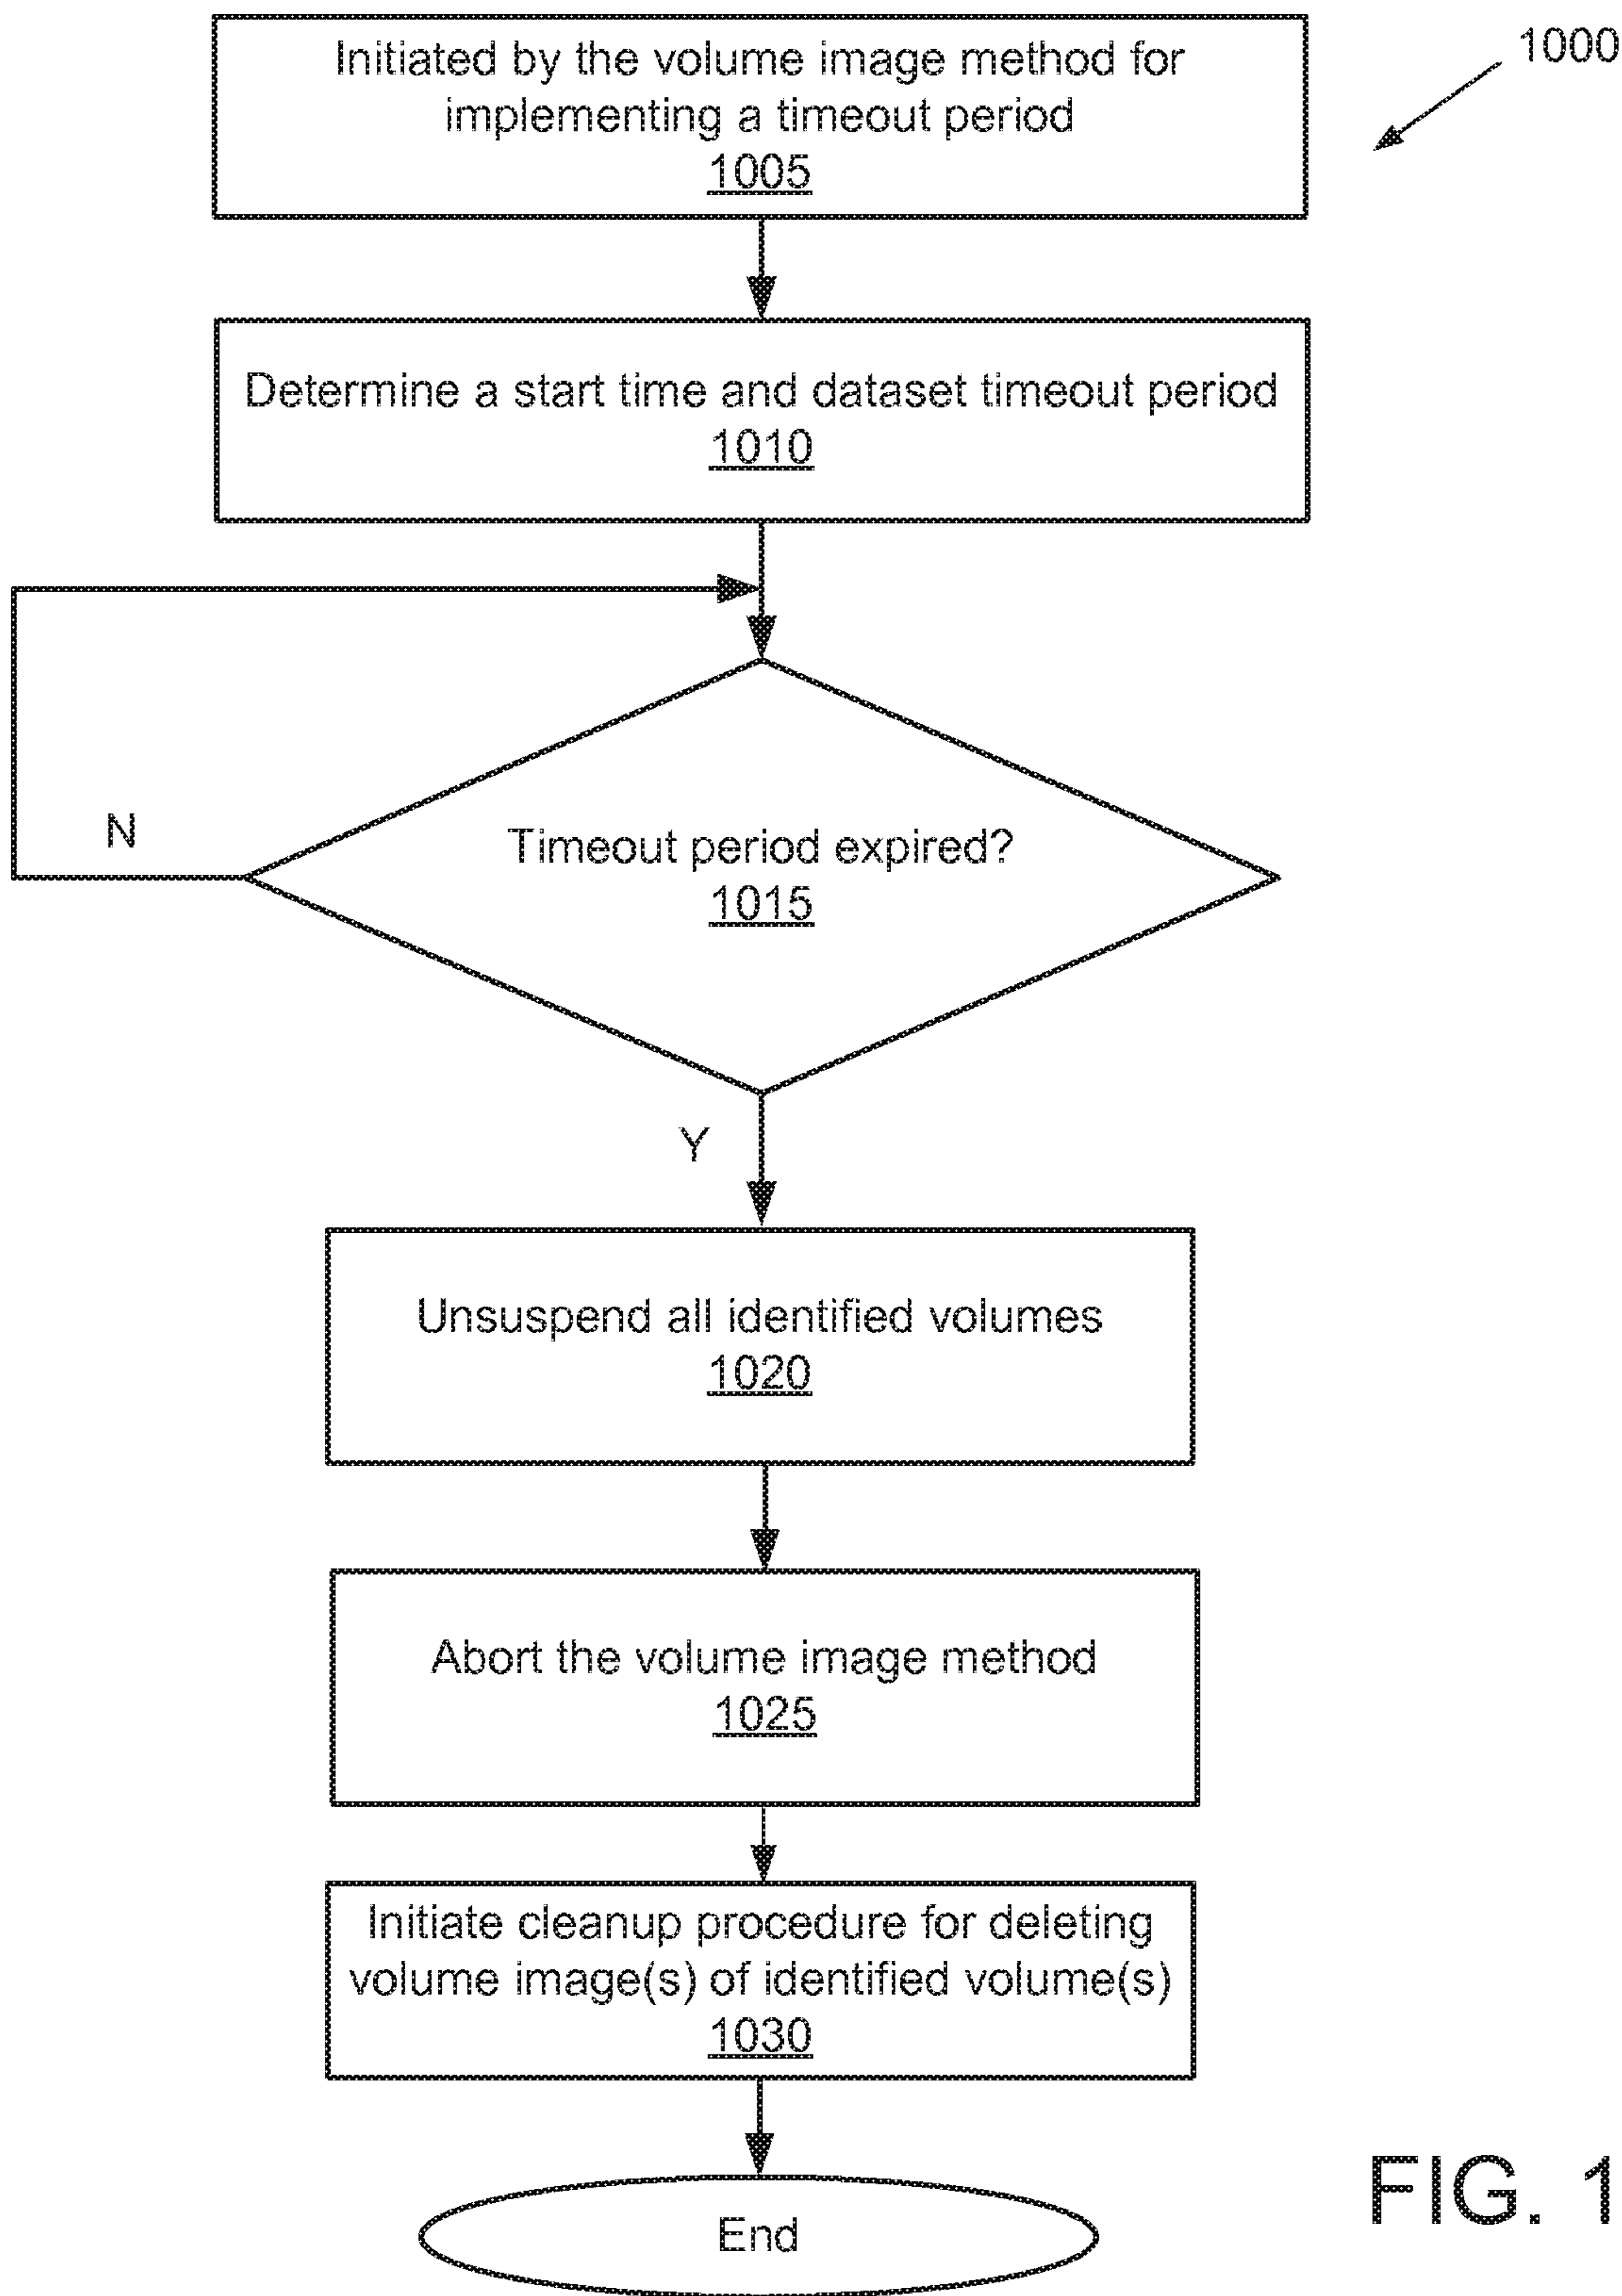 Initiated by the volume image method for
implementing a timeout period
1005
1000
Determine a start time and dataset timeout period
1010
N
Timeout period expired?
1015
Y
Unsuspend all identified volumes
1020
Abort the volume image method
1025
Initiate cleanup procedure for deleting
volume image(s) of identified volume(s)
1030
End
FIG. 1